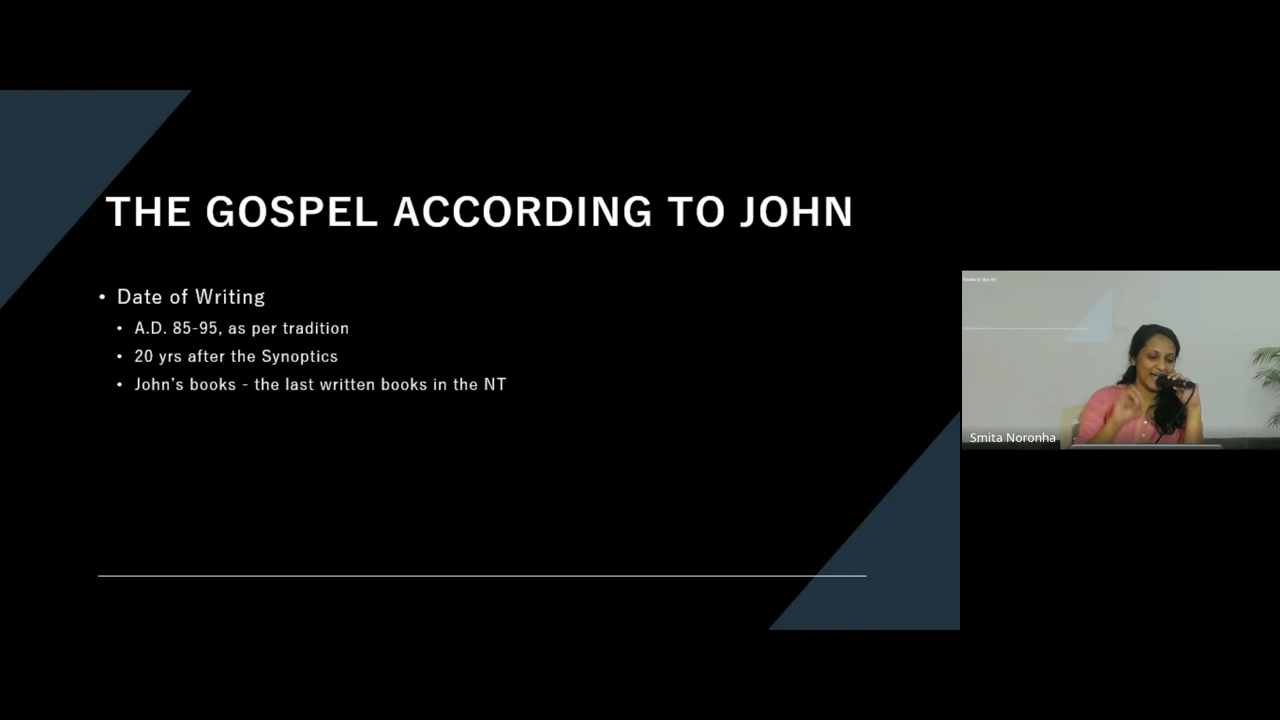 THE GOSPEL ACCORDING TO JOHN
• Date of Writing
• A.D. 85-95, as per tradition
• 20 yrs after the Synoptics
• John's books - the last written books in the NT
Smita Noronha